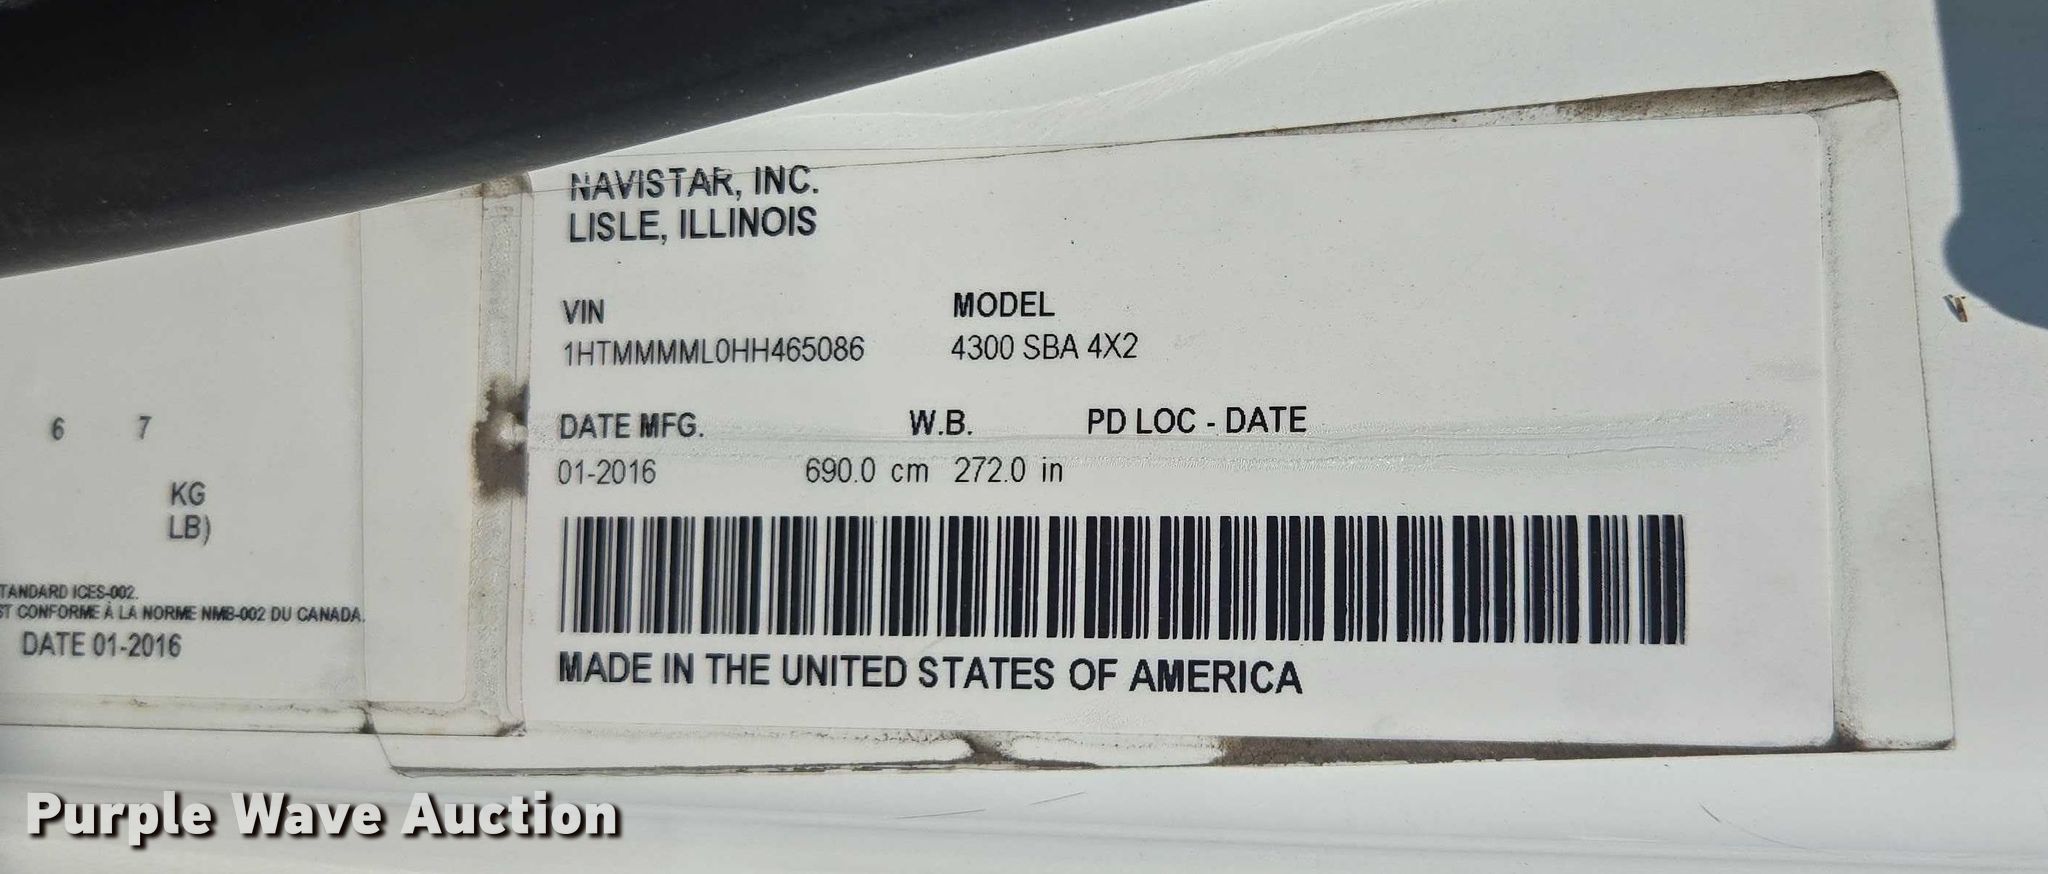 NAVISTAR, INC.
LISLE, ILLINOIS
VIN MODEL
1HTMMMML0HH465086 4300 SBA 4X2
DATE MFG. W.B. PD LOC - DATE
01-2016 690.0 cm 272.0 in
MADE IN THE UNITED STATES OF AMERICA
6 7
KG
LB)
TANDARD ICES-002.
ST CONFORME À LA NORME NMB-002 DU CANADA.
DATE 01-2016
Purple Wave Auction